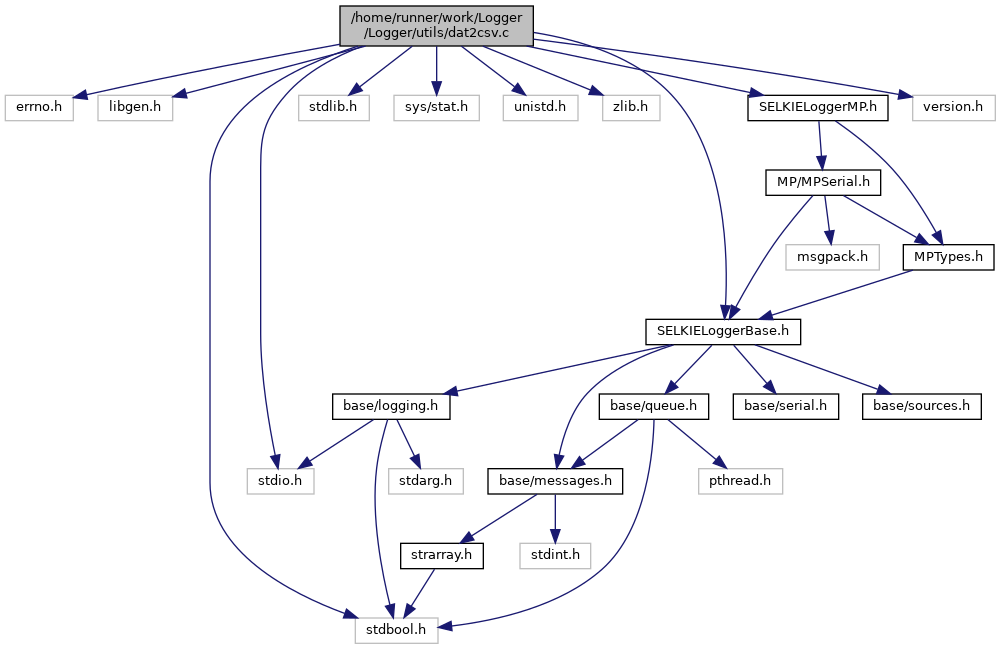 /home/runner/work/Logger
/Logger/utils/dat2csv.c
errno.h
libgen.h
stdlib.h
sys/stat.h
unistd.h
zlib.h
SELKIELoggerMP.h
version.h
MP/MPSerial.h
msgpack.h
MPTypes.h
SELKIELoggerBase.h
base/logging.h
base/queue.h
base/serial.h
base/sources.h
stdio.h
stdarg.h
base/messages.h
pthread.h
strarray.h
stdint.h
stdbool.h